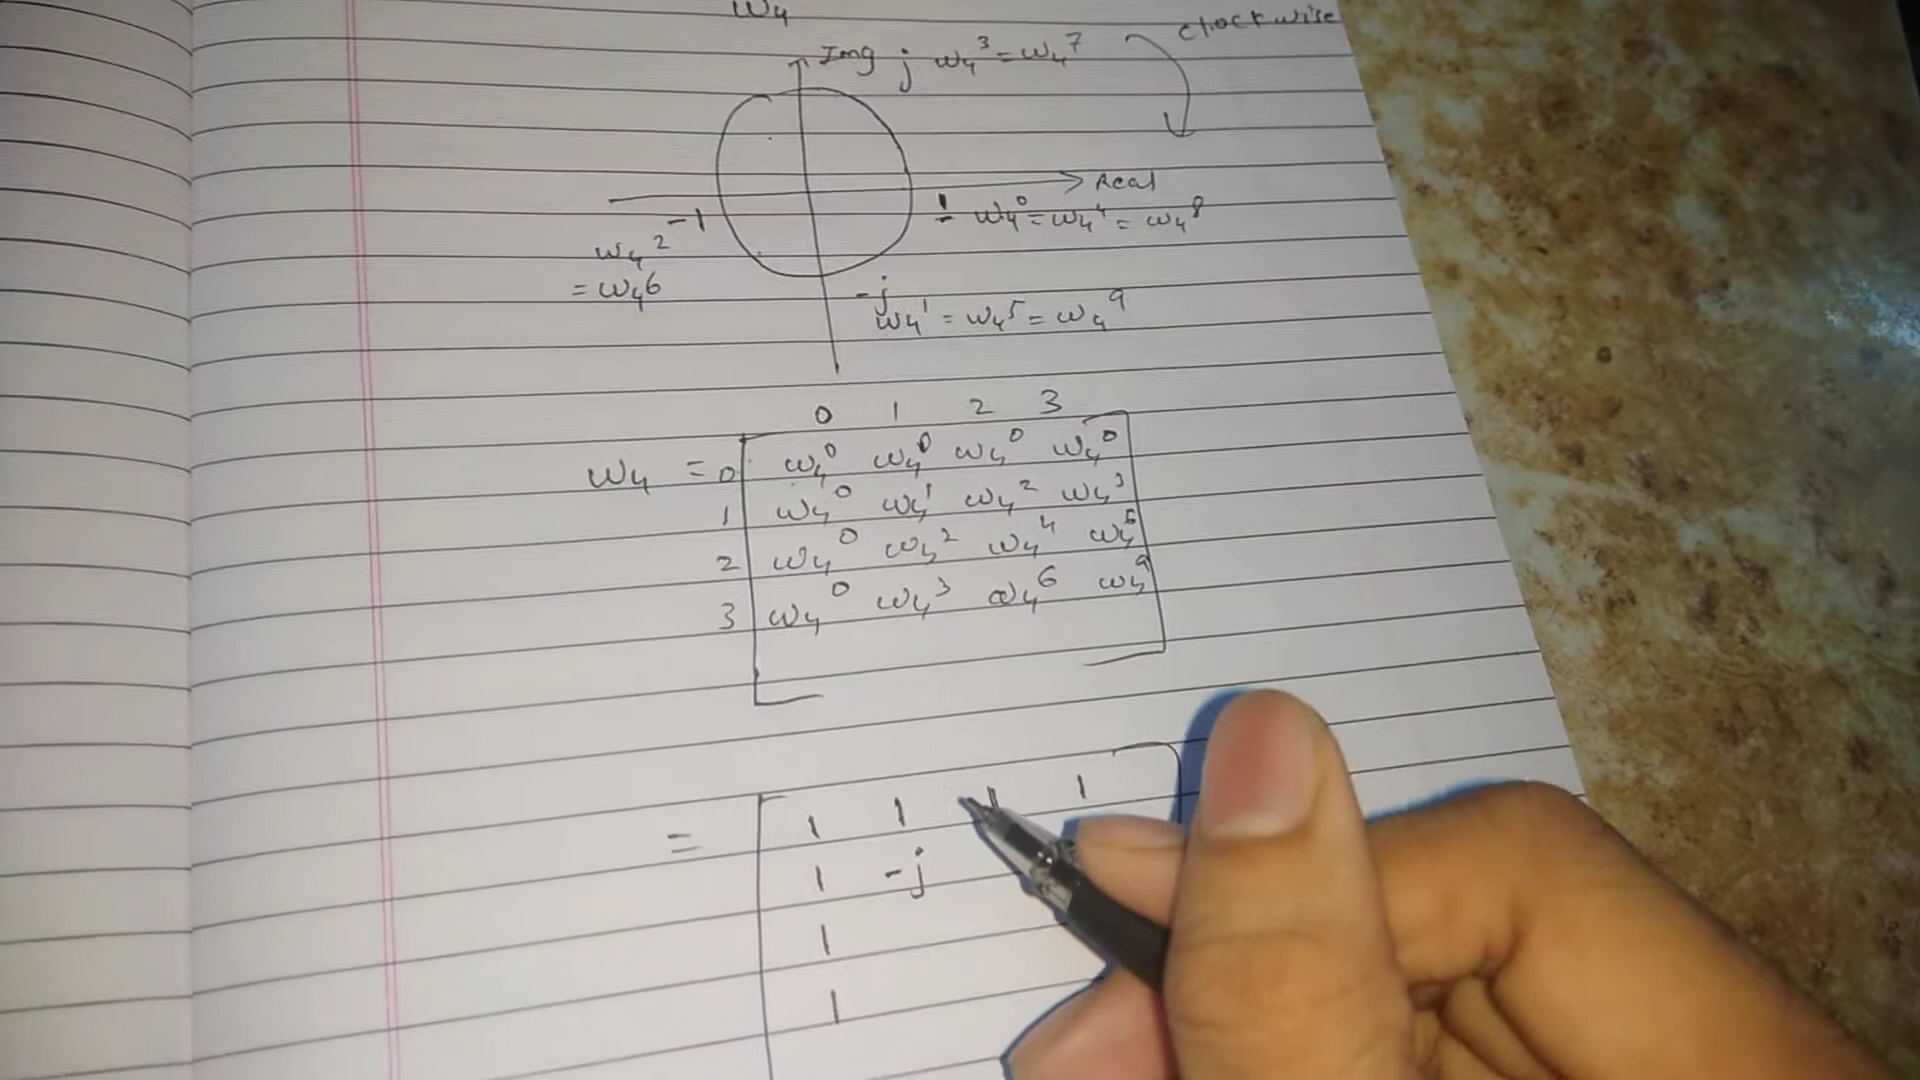 W4
clockwise
Img j W4^3 = W4^7
Real
-1
1 - W4^0 = W4^4 = W4^8
W4^2
= W4^6
-j
W4^1 = W4^5 = W4^9
0 1 2 3
W4 = 0 W4^0 W4^0 W4^0 W4^0
1 W4^0 W4^1 W4^2 W4^3
2 W4^0 W4^2 W4^4 W4^6
3 W4^0 W4^3 W4^6 W4^9
= 1 1 1 1
1 -j
1
1